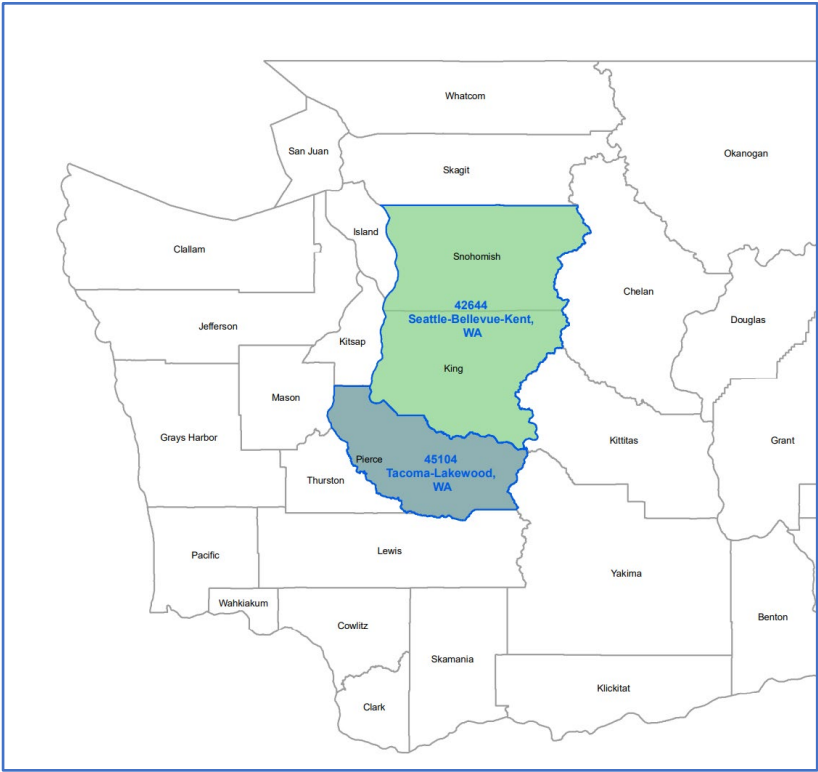 Whatcom
San Juan
Okanogan
Skagit
Island
Clallam
Snohomish
Chelan
42644
Seattle-Bellevue-Kent,
WA
Douglas
Jefferson
Kitsap
King
Mason
Grays Harbor
Kittitas
Grant
Pierce
45104
Tacoma-Lakewood,
WA
Thurston
Pacific
Lewis
Yakima
Wahkiakum
Cowlitz
Benton
Skamania
Klickitat
Clark